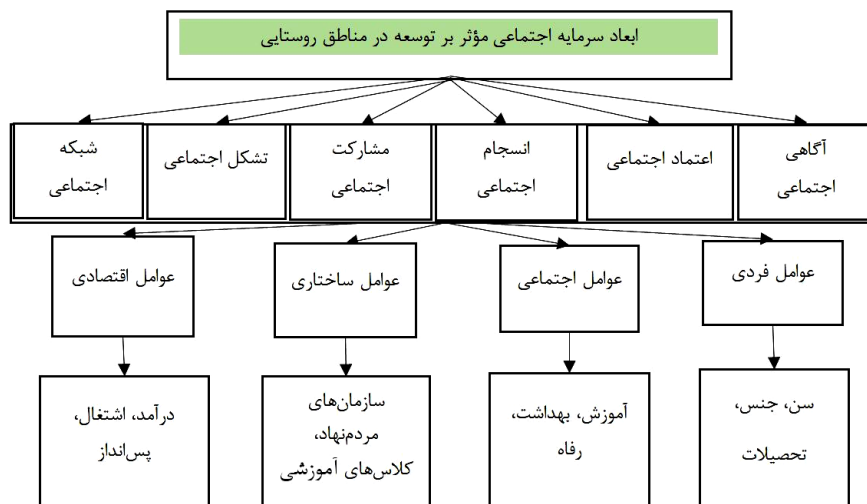 ابعاد سرمایه اجتماعی مؤثر بر توسعه در مناطق روستایی
آگاهی
اجتماعی
اعتماد اجتماعی
انسجام
اجتماعی
مشارکت
اجتماعی
تشکل اجتماعی
شبکه
اجتماعی
عوامل فردی
عوامل اجتماعی
عوامل ساختاری
عوامل اقتصادی
سن، جنس،
تحصیلات
آموزش، بهداشت،
رفاه
سازمان‌های
مردم‌نهاد،
کلاس‌های آموزشی
درآمد، اشتغال،
پس‌انداز